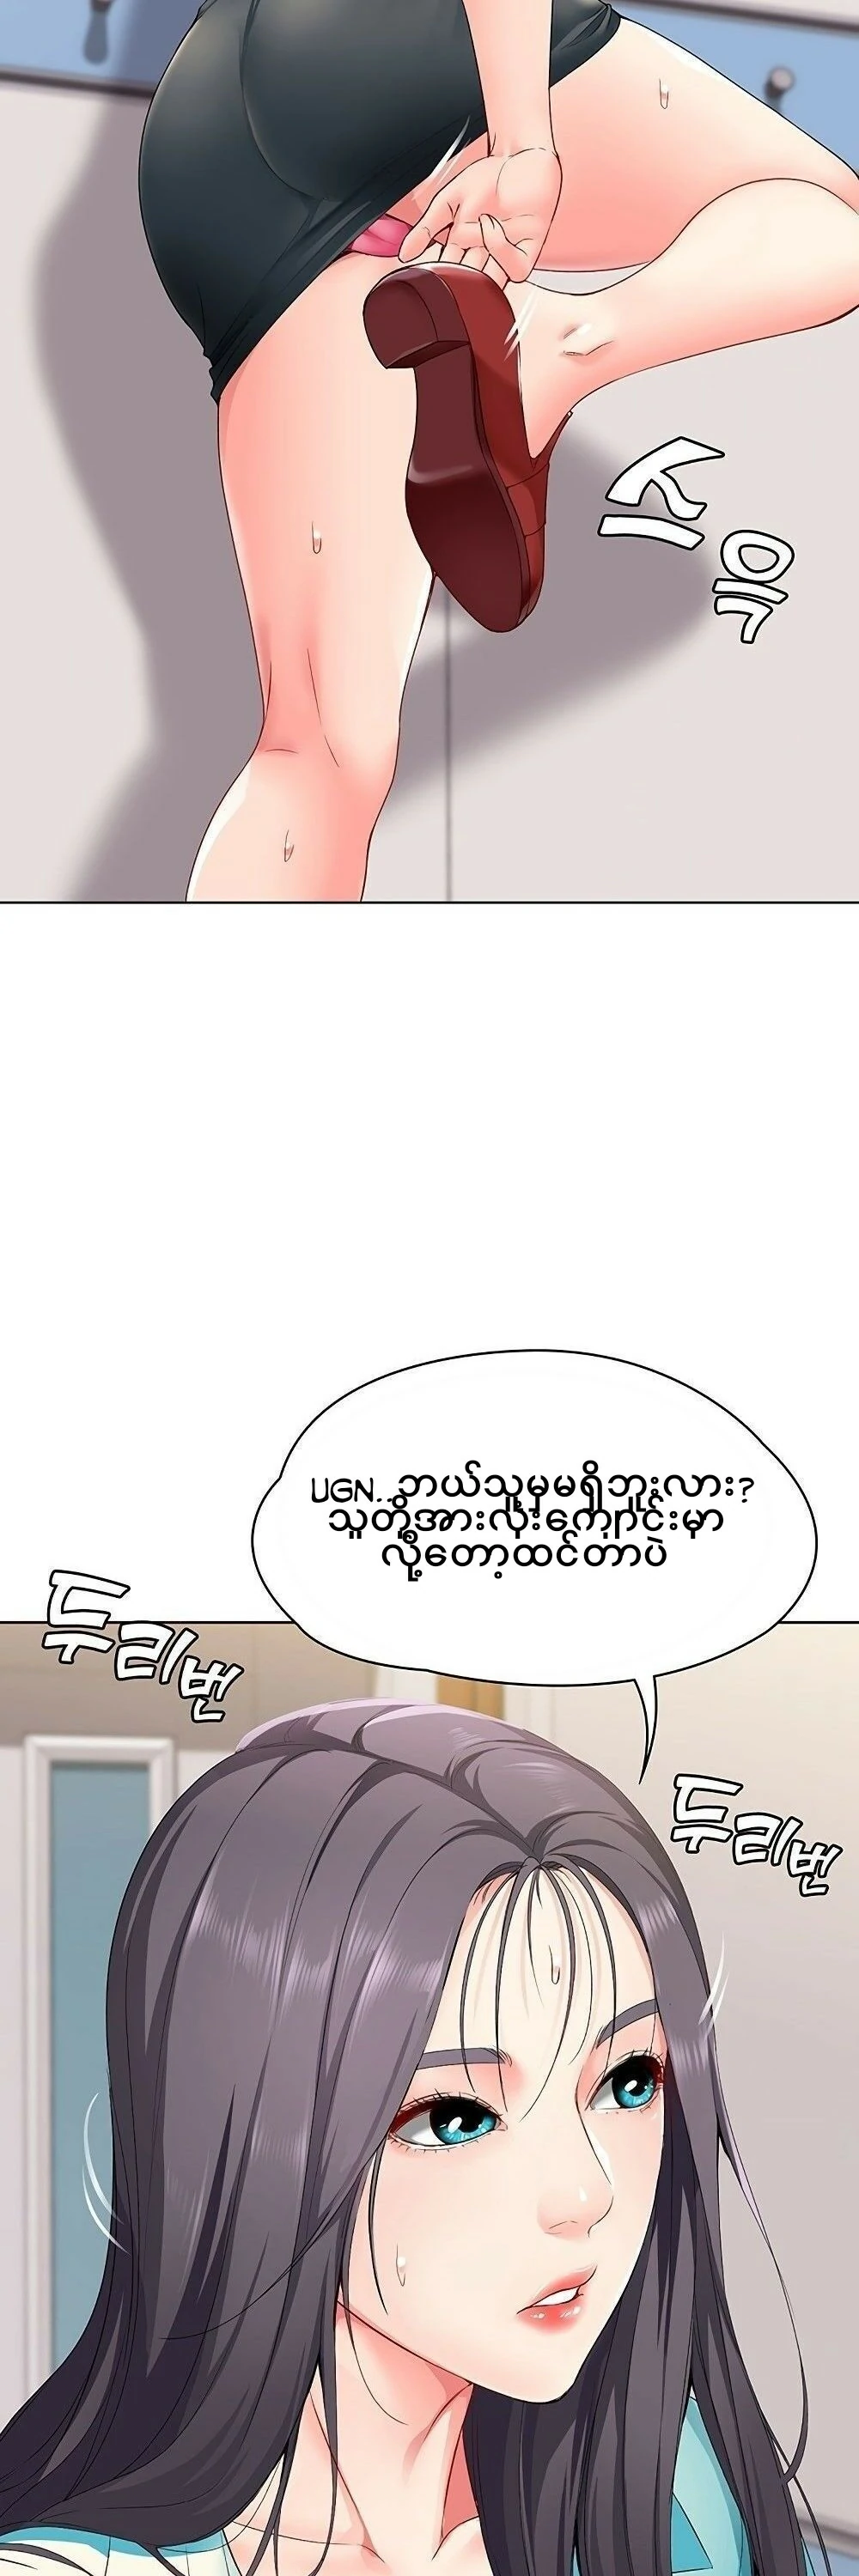 스윽
UGN..ဘယ်သူမှမရှိဘူးလား?
သူတို့အားလုံးကျောင်းမှာ
လို့တော့ထင်တာပဲ
두리번
두리번